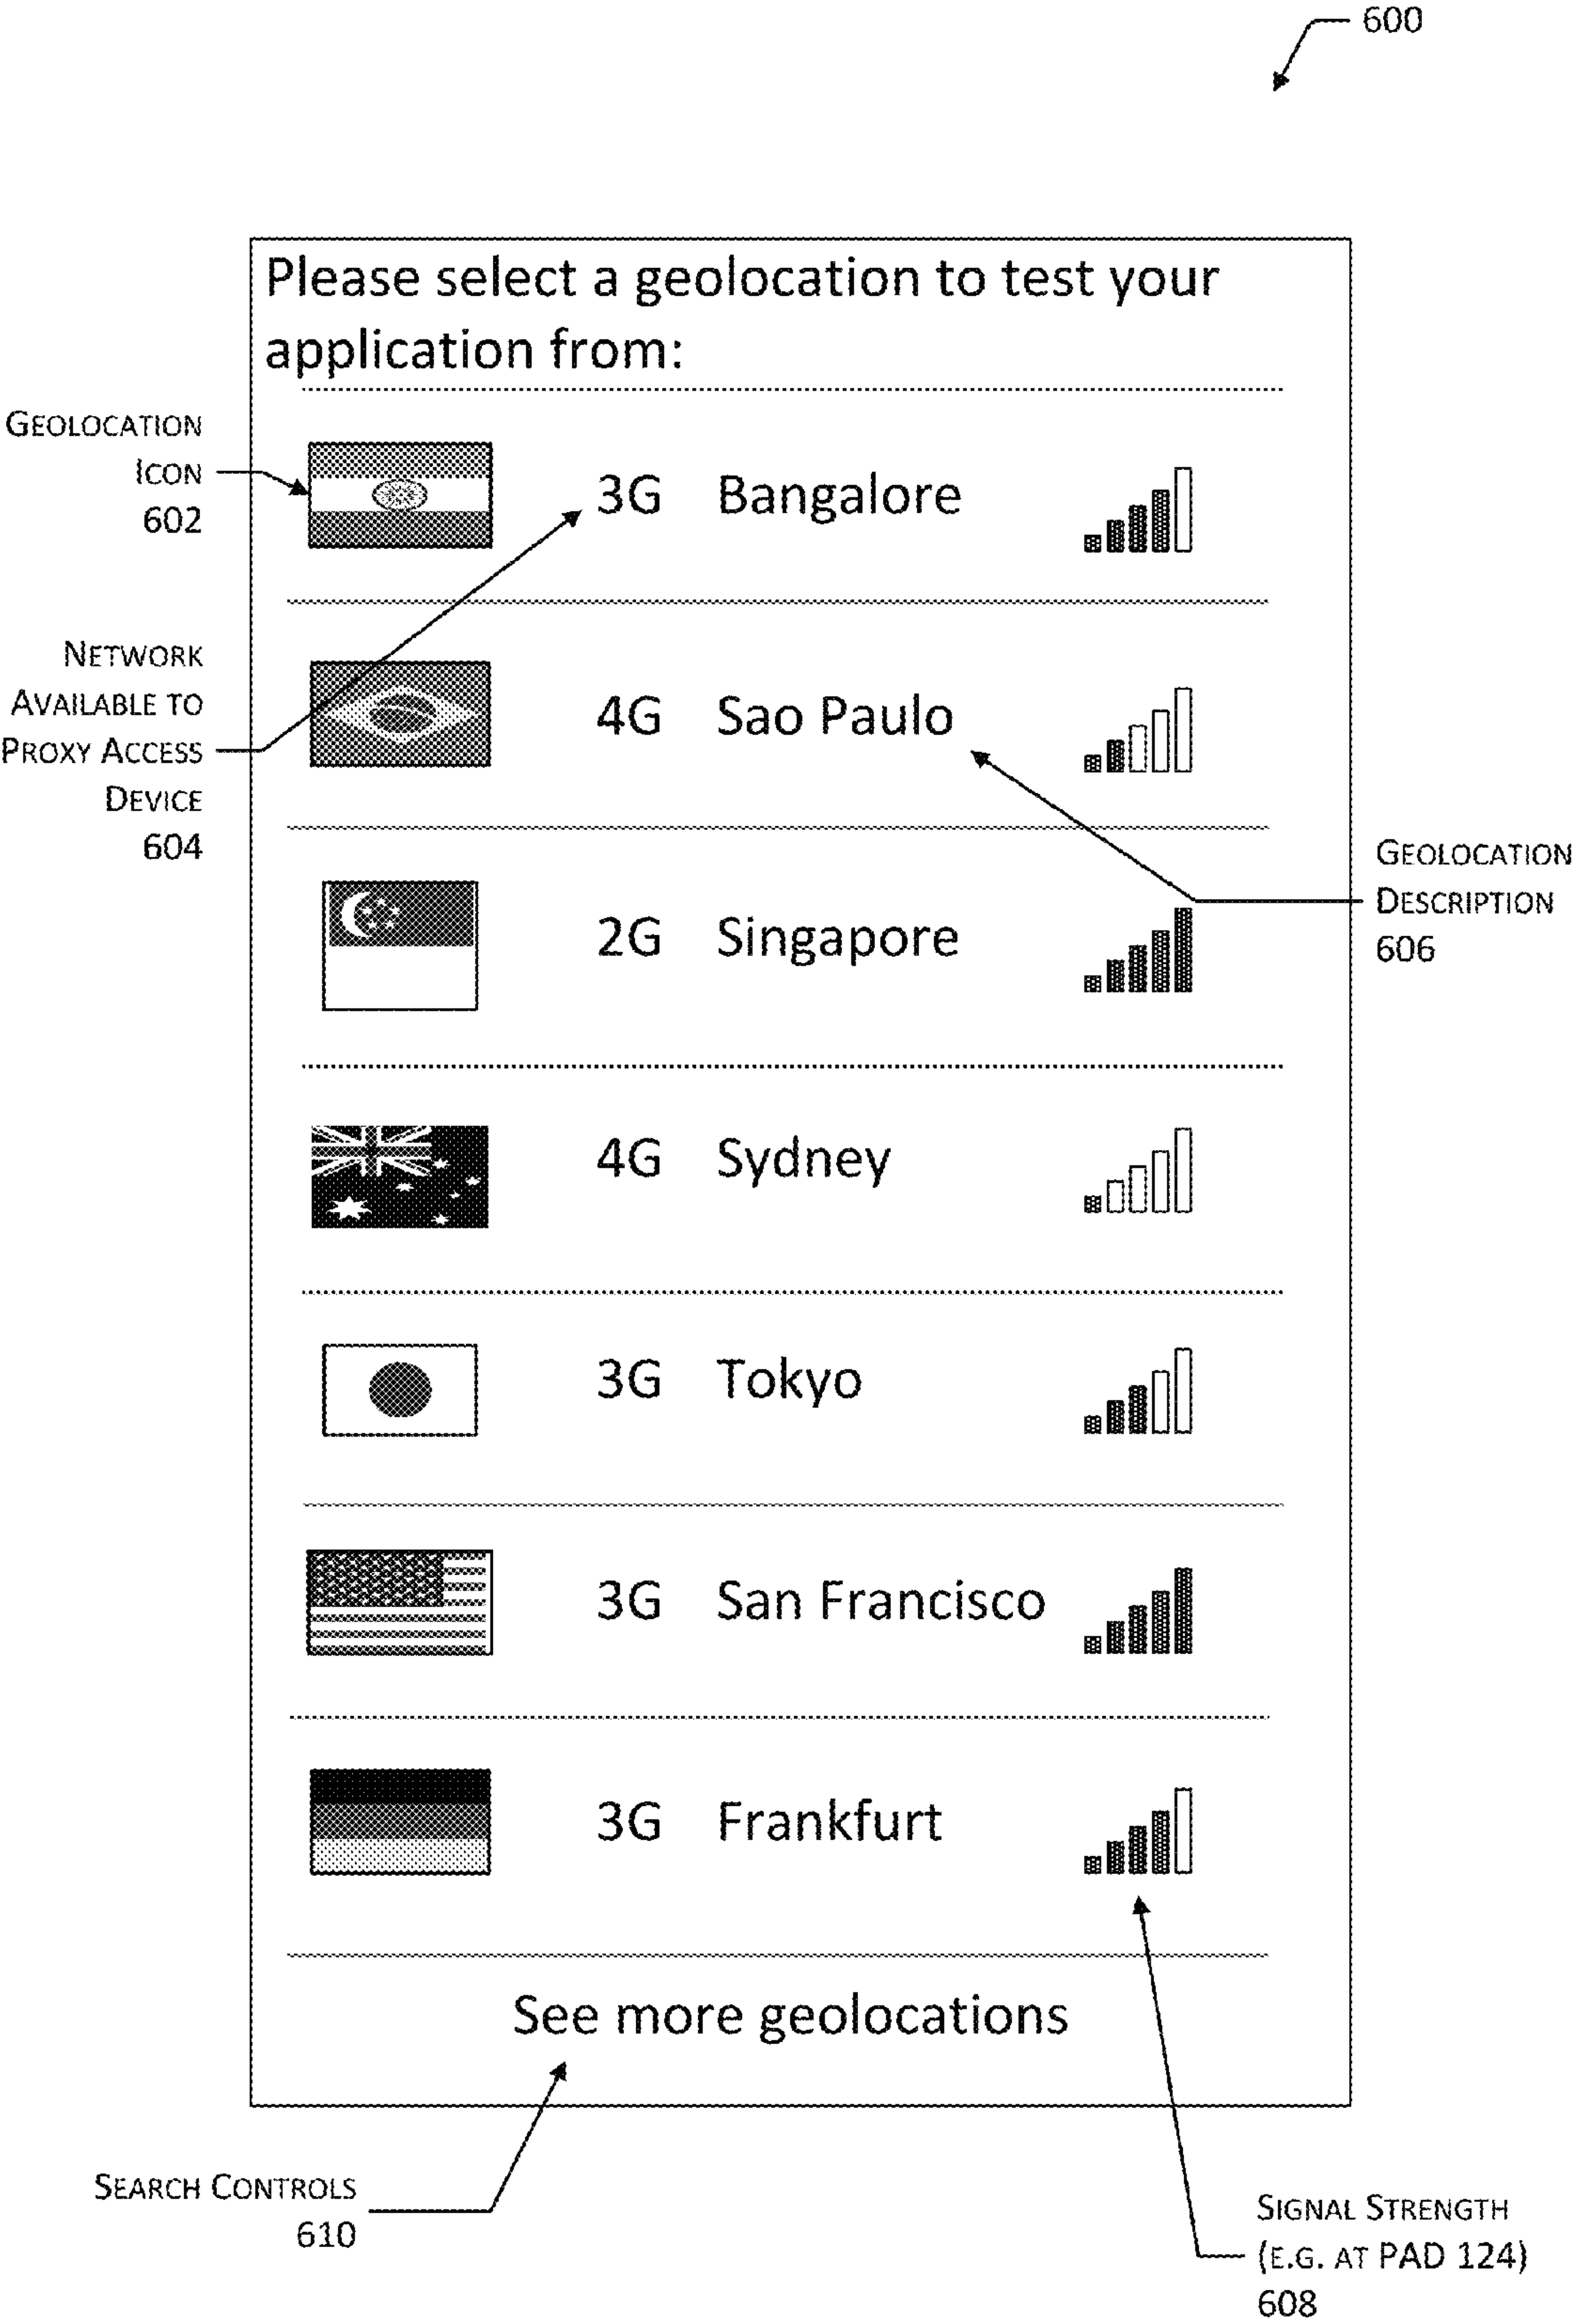 600
Please select a geolocation to test your
application from:
GEOLOCATION
ICON
602
3G Bangalore
NETWORK
AVAILABLE TO
PROXY ACCESS
DEVICE
604
4G Sao Paulo
GEOLOCATION
DESCRIPTION
606
2G Singapore
4G Sydney
3G Tokyo
3G San Francisco
3G Frankfurt
See more geolocations
SEARCH CONTROLS
610
SIGNAL STRENGTH
(E.G. AT PAD 124)
608